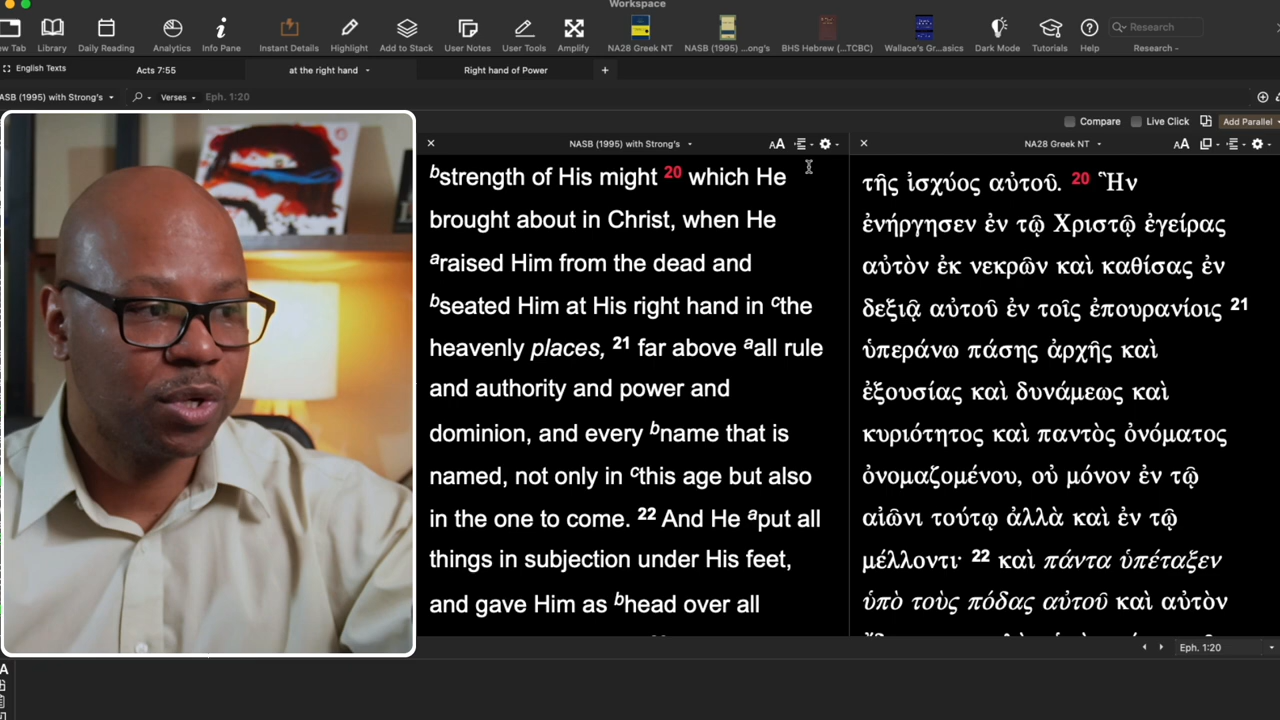 Workspace
ew Tab
Library
Daily Reading
Analytics
Info Pane
Instant Details
Highlight
Add to Stack
User Notes
User Tools
Amplify
NA28 Greek NT
NASB (1995) ...ong's
BHS Hebrew (...TCBC)
Wallace's Gr...asics
Dark Mode
Tutorials
Help
Research
Research
English Texts
Acts 7:55
at the right hand
Right hand of Power
+
ASB (1995) with Strong's
Verses
Eph. 1:20
Compare
Live Click
Add Parallel
NASB (1995) with Strong's
AA
bstrength of His might 20 which He
brought about in Christ, when He
araised Him from the dead and
bseated Him at His right hand in cthe
heavenly places, 21 far above aall rule
and authority and power and
dominion, and every bname that is
named, not only in cthis age but also
in the one to come. 22 And He aput all
things in subjection under His feet,
and gave Him as bhead over all
NA28 Greek NT
AA
τῆς ἰσχύος αὐτοῦ. 20 Ἣν
ἐνήργησεν ἐν τῷ Χριστῷ ἐγείρας
αὐτὸν ἐκ νεκρῶν καὶ καθίσας ἐν
δεξιᾷ αὐτοῦ ἐν τοῖς ἐπουρανίοις 21
ὑπεράνω πάσης ἀρχῆς καὶ
ἐξουσίας καὶ δυνάμεως καὶ
κυριότητος καὶ παντὸς ὀνόματος
ὀνομαζομένου, οὐ μόνον ἐν τῷ
αἰῶνι τούτῳ ἀλλὰ καὶ ἐν τῷ
μέλλοντι· 22 καὶ πάντα ὑπέταξεν
ὑπὸ τοὺς πόδας αὐτοῦ καὶ αὐτὸν
Eph. 1:20
A